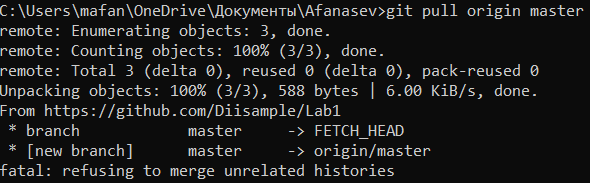 C:\Users\mafan\OneDrive\Документы\Afanasev>git pull origin master
remote: Enumerating objects: 3, done.
remote: Counting objects: 100% (3/3), done.
remote: Total 3 (delta 0), reused 0 (delta 0), pack-reused 0
Unpacking objects: 100% (3/3), 588 bytes | 6.00 KiB/s, done.
From https://github.com/Diisample/Lab1
 * branch            master     -> FETCH_HEAD
 * [new branch]      master     -> origin/master
fatal: refusing to merge unrelated histories